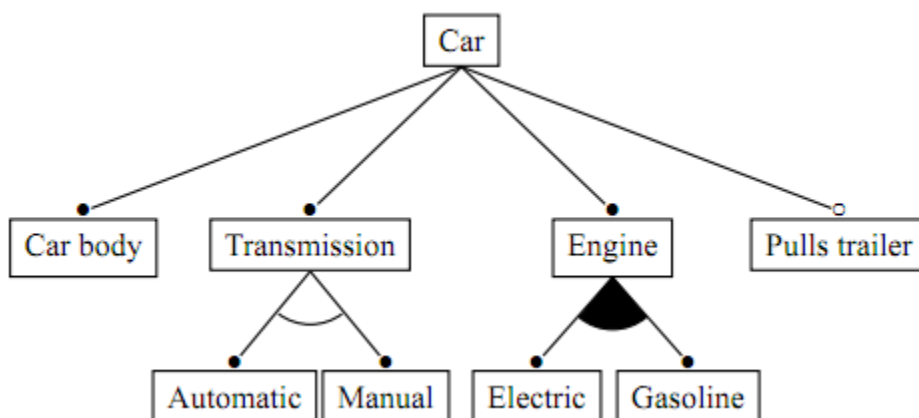 Car
Car body
Transmission
Engine
Pulls trailer
Automatic
Manual
Electric
Gasoline